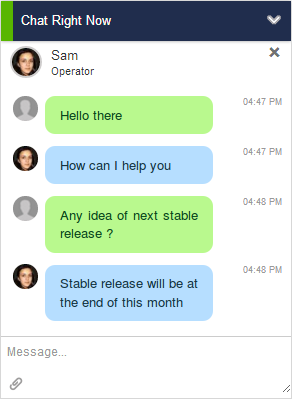 Chat Right Now
Sam
Operator
04:47 PM
Hello there
04:47 PM
How can I help you
04:48 PM
Any idea of next stable
release ?
04:48 PM
Stable release will be at
the end of this month
Message...